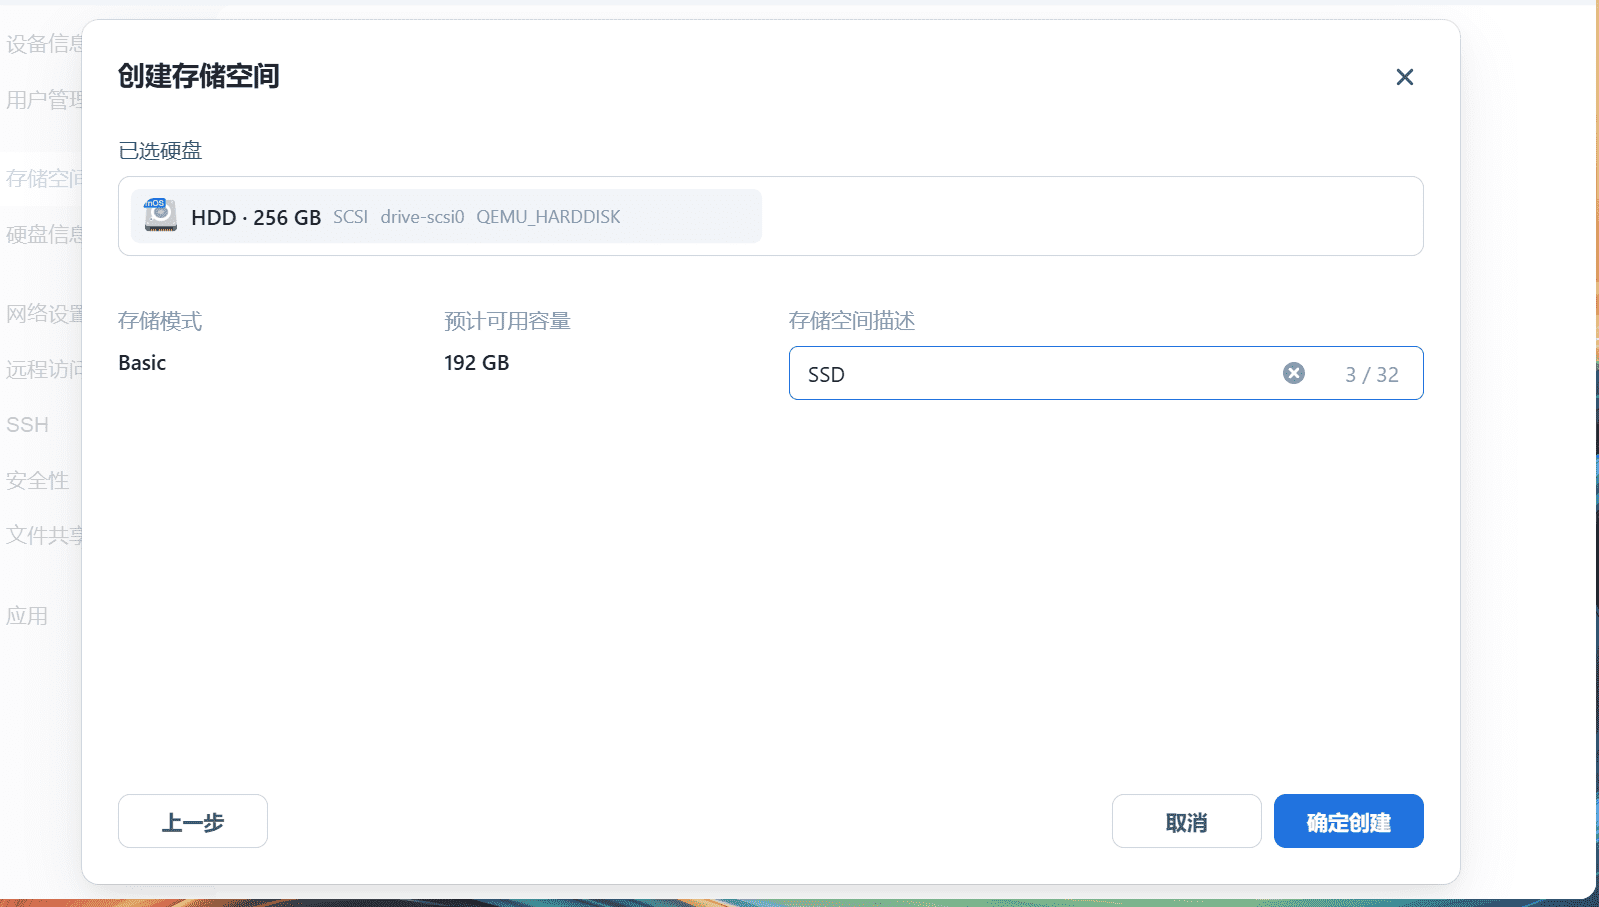 设备信息
用户管理
存储空间
硬盘信息
网络设置
远程访问
SSH
安全性
文件共享
应用
创建存储空间
已选硬盘
HDD · 256 GB SCSI drive-scsi0 QEMU_HARDDISK
存储模式 预计可用容量 存储空间描述
Basic 192 GB SSD 3 / 32
上一步 取消 确定创建